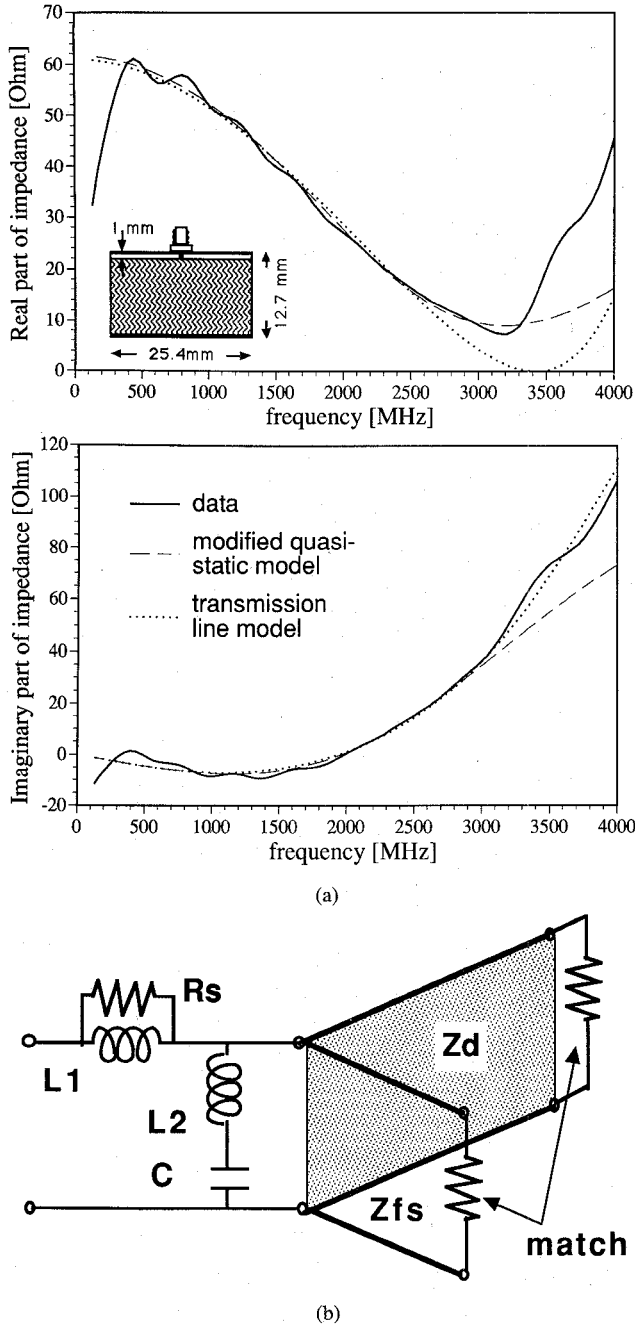 Real part of impedance [Ohm]
70
60
50
40
30
20
10
0
1 mm
12.7 mm
25.4mm
0 500 1000 1500 2000 2500 3000 3500 4000
frequency [MHz]
Imaginary part of impedance [Ohm]
120
100
80
60
40
20
0
-20
data
modified quasi-
static model
transmission
line model
0 500 1000 1500 2000 2500 3000 3500 4000
frequency [MHz]
(a)
Rs
L1
L2
C
Zd
Zfs
match
(b)